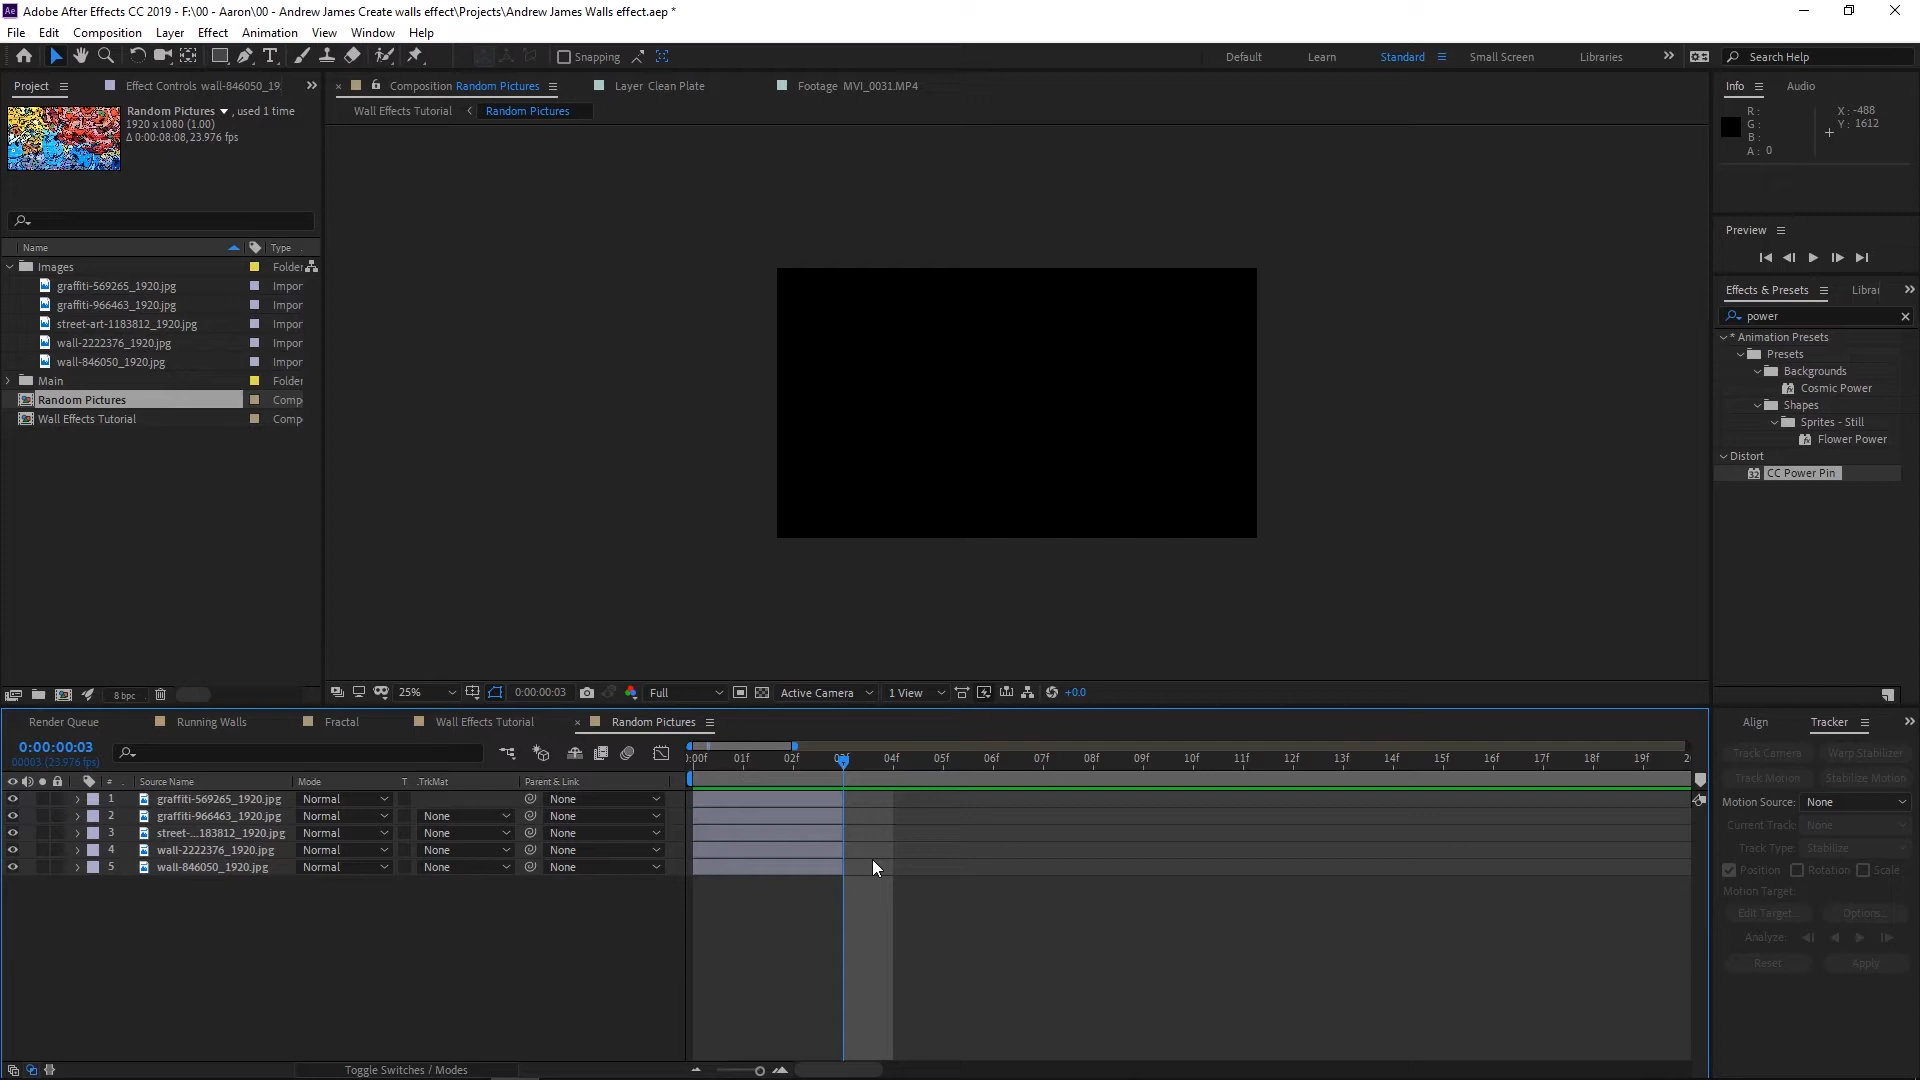 Ae Adobe After Effects CC 2019 - F:\00 - Aaron\00 - Andrew James Create walls effect\Projects\Andrew James Walls effect.aep *
File Edit Composition Layer Effect Animation View Window Help
Snapping Default Learn Standard Small Screen Libraries Search Help
Project Effect Controls wall-846050_19
Random Pictures , used 1 time
1920 x 1080 (1.00)
Δ 0:00:08:08, 23.976 fps
Name Type
Images Folder
graffiti-569265_1920.jpg Impor
graffiti-966463_1920.jpg Impor
street-art-1183812_1920.jpg Impor
wall-2222376_1920.jpg Impor
wall-846050_1920.jpg Impor
Main Folder
Random Pictures Comp
Wall Effects Tutorial Comp
8 bpc
Composition Random Pictures Layer Clean Plate Footage MVI_0031.MP4
Wall Effects Tutorial Random Pictures
25% 0:00:00:03 Full Active Camera 1 View +0.0
Info Audio
R : X : -488
G : Y : 1612
B :
A : 0
Preview
Effects & Presets Librar
power
* Animation Presets
Presets
Backgrounds
Cosmic Power
Shapes
Sprites - Still
Flower Power
Distort
32 CC Power Pin
Render Queue Running Walls Fractal Wall Effects Tutorial Random Pictures
0:00:00:03
00003 (23.976 fps)
:00f 01f 02f 03f 04f 05f 06f 07f 08f 09f 10f 11f 12f 13f 14f 15f 16f 17f 18f 19f 2
# Source Name Mode T .TrkMat Parent & Link
1 graffiti-569265_1920.jpg Normal None
2 graffiti-966463_1920.jpg Normal None None
3 street-...183812_1920.jpg Normal None None
4 wall-2222376_1920.jpg Normal None None
5 wall-846050_1920.jpg Normal None None
Toggle Switches / Modes
Align Tracker
Track Camera Warp Stabilizer
Track Motion Stabilize Motion
Motion Source: None
Current Track: None
Track Type: Stabilize
Position Rotation Scale
Motion Target:
Edit Target... Options...
Analyze:
Reset Apply